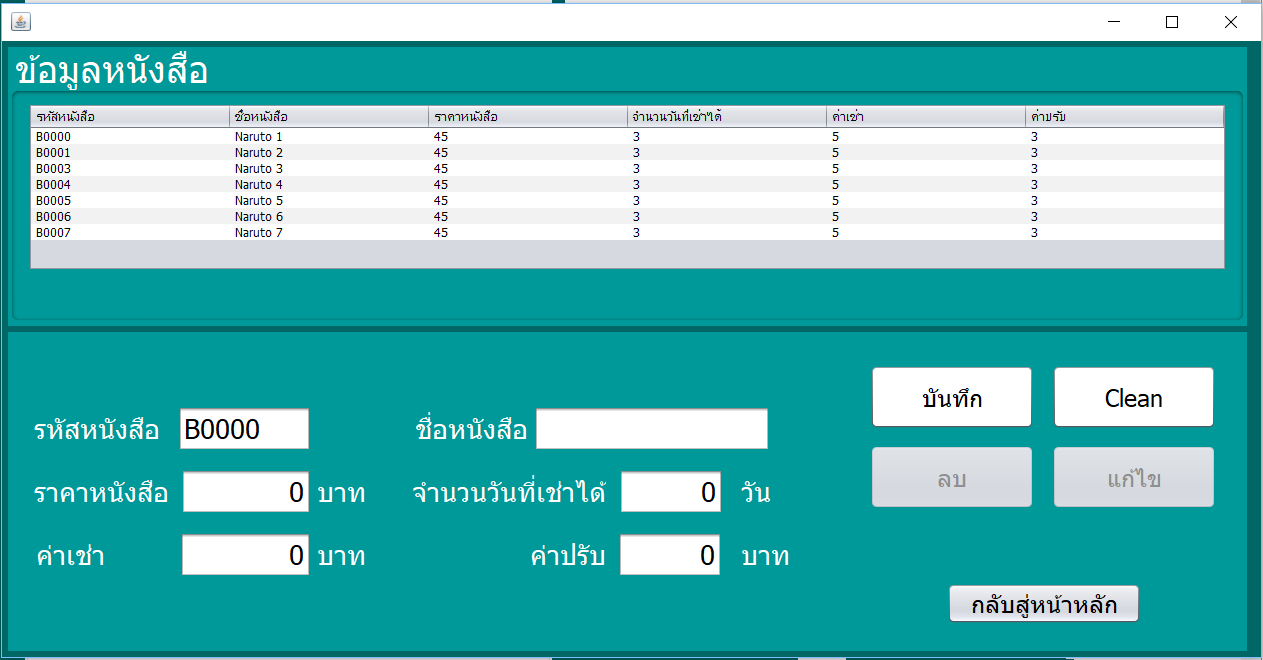 ข้อมูลหนังสือ
รหัสหนังสือ ชื่อหนังสือ ราคาหนังสือ จำนวนวันที่เช่าได้ ค่าเช่า ค่าปรับ
B0000 Naruto 1 45 3 5 3
B0001 Naruto 2 45 3 5 3
B0003 Naruto 3 45 3 5 3
B0004 Naruto 4 45 3 5 3
B0005 Naruto 5 45 3 5 3
B0006 Naruto 6 45 3 5 3
B0007 Naruto 7 45 3 5 3
บันทึก Clean
รหัสหนังสือ B0000 ชื่อหนังสือ
ลบ แก้ไข
ราคาหนังสือ 0 บาท จำนวนวันที่เช่าได้ 0 วัน
ค่าเช่า 0 บาท ค่าปรับ 0 บาท
กลับสู่หน้าหลัก